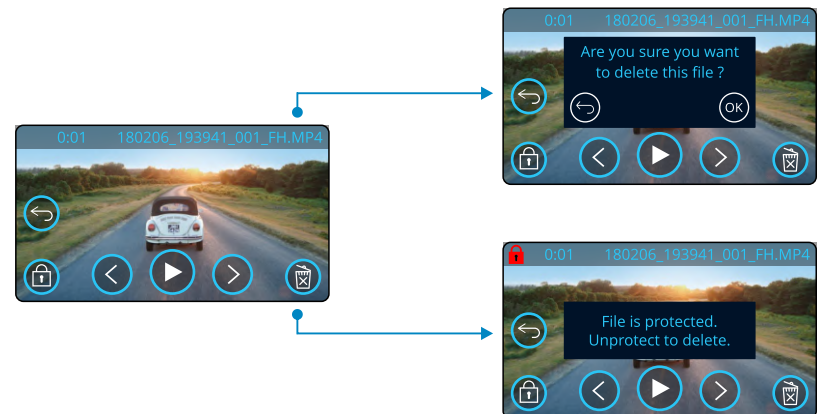 0:01 180206_193941_001_FH.MP4
Are you sure you want
to delete this file ?
OK
0:01 180206_193941_001_FH.MP4
0:01 180206_193941_001_FH.MP4
File is protected.
Unprotect to delete.